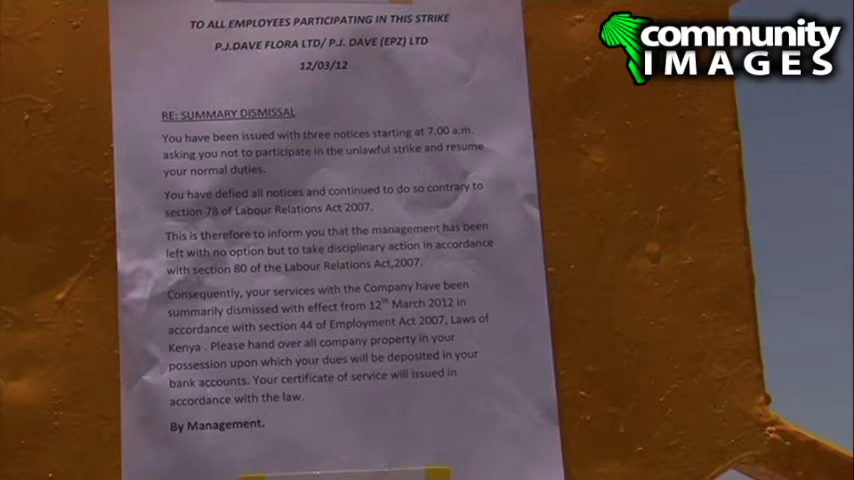 community
IMAGES
TO ALL EMPLOYEES PARTICIPATING IN THIS STRIKE
P.J.DAVE FLORA LTD/ P.J. DAVE (EPZ) LTD
12/03/12
RE: SUMMARY DISMISSAL
You have been issued with three notices starting at 7.00 a.m.
asking you not to participate in the unlawful strike and resume
your normal duties.
You have defied all notices and continued to do so contrary to
section 78 of Labour Relations Act 2007.
This is therefore to inform you that the management has been
left with no option but to take disciplinary action in accordance
with section 80 of the Labour Relations Act,2007.
Consequently, your services with the Company have been
summarily dismissed with effect from 12th March 2012 in
accordance with section 44 of Employment Act 2007, Laws of
Kenya . Please hand over all company property in your
possession upon which your dues will be deposited in your
bank accounts. Your certificate of service will issued in
accordance with the law.
By Management.